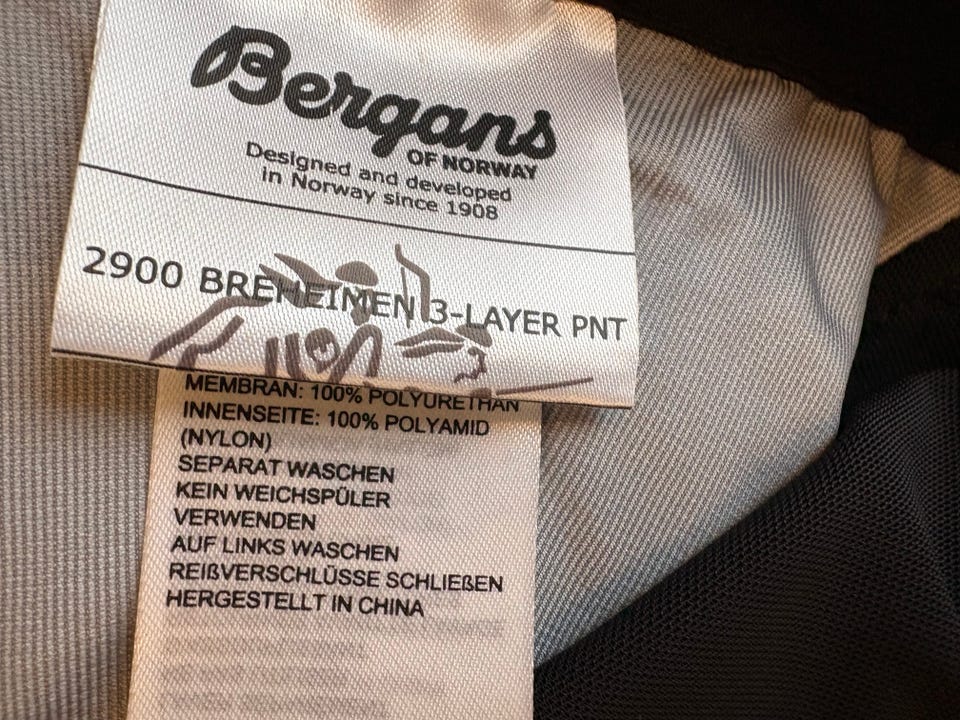 Bergans
OF NORWAY
Designed and developed
in Norway since 1908
2900 BREHEIMEN 3-LAYER PNT
MEMBRAN: 100% POLYURETHAN
INNENSEITE: 100% POLYAMID
(NYLON)
SEPARAT WASCHEN
KEIN WEICHSPÜLER
VERWENDEN
AUF LINKS WASCHEN
REIßVERSCHLÜSSE SCHLIEßEN
HERGESTELLT IN CHINA